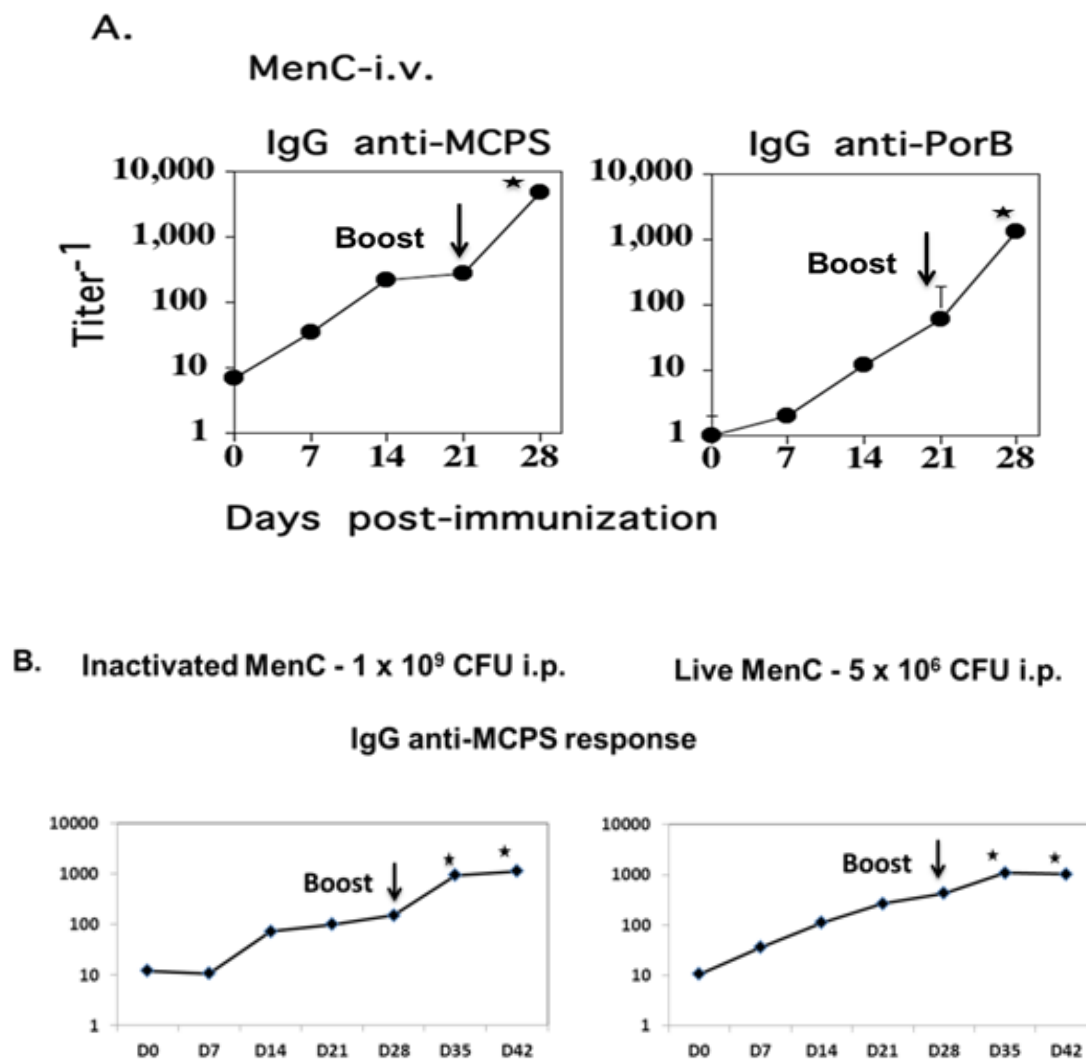 A.
MenC-i.v.
IgG anti-MCPS
IgG anti-PorB
Titer-1
10,000
1,000
100
10
1
Boost
0 7 14 21 28
10,000
1,000
100
10
1
Boost
0 7 14 21 28
Days post-immunization
B. Inactivated MenC - 1 x 10⁹ CFU i.p.
Live MenC - 5 x 10⁶ CFU i.p.
IgG anti-MCPS response
10000
1000
100
10
1
Boost
D0 D7 D14 D21 D28 D35 D42
10000
1000
100
10
1
Boost
D0 D7 D14 D21 D28 D35 D42